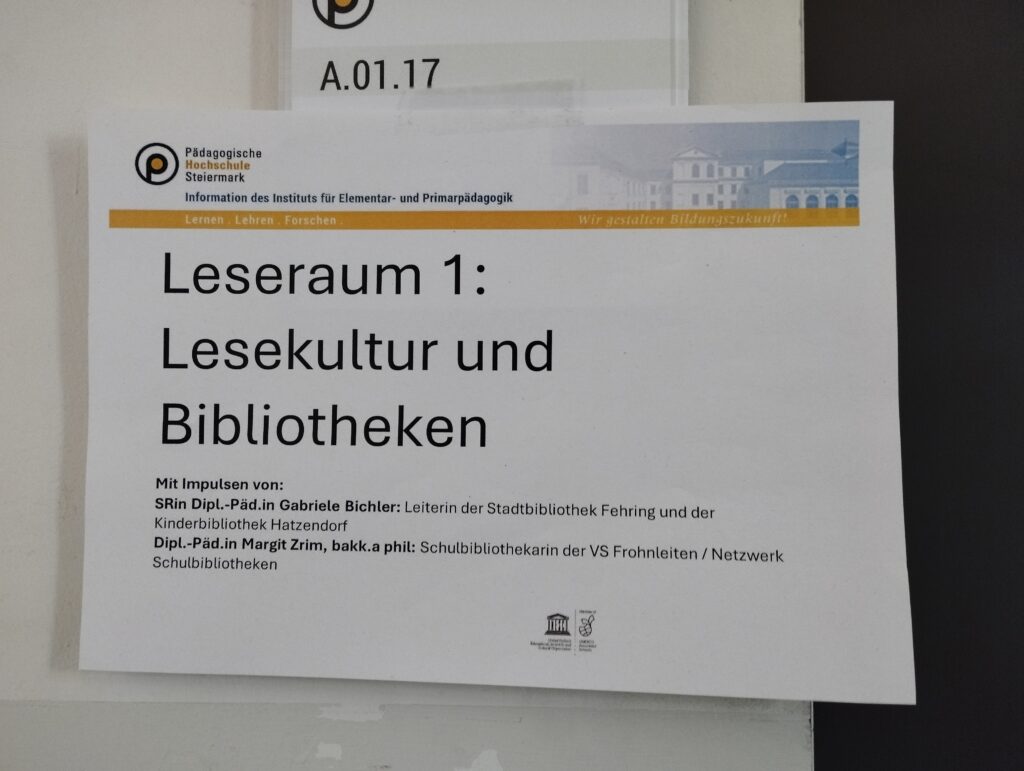 A.01.17
Pädagogische
Hochschule
Steiermark
Information des Instituts für Elementar- und Primarpädagogik
Lernen . Lehren . Forschen .
Wir gestalten Bildungszukunft!
Leseraum 1:
Lesekultur und
Bibliotheken
Mit Impulsen von:
SRin Dipl.-Päd.in Gabriele Bichler: Leiterin der Stadtbibliothek Fehring und der
Kinderbibliothek Hatzendorf
Dipl.-Päd.in Margit Zrim, bakk.a phil: Schulbibliothekarin der VS Frohnleiten / Netzwerk
Schulbibliotheken